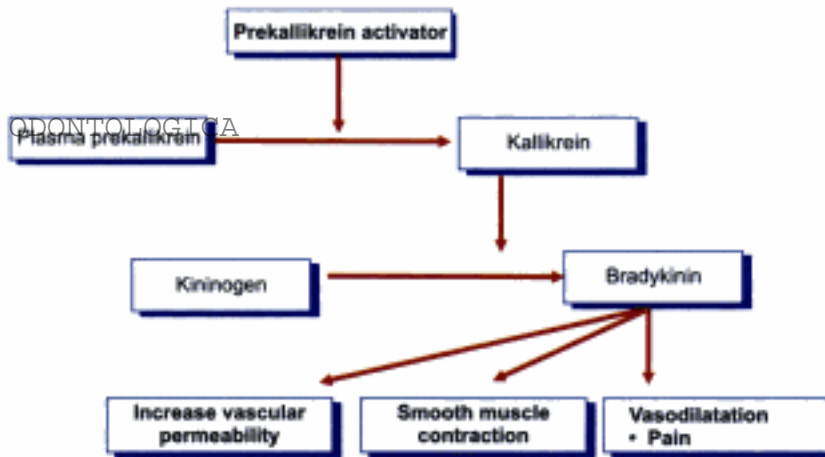 Prekallikrein activator
ODONTOLOGICA
Plasma prekallikrein
Kallikrein
Kininogen
Bradykinin
Increase vascular
permeability
Smooth muscle
contraction
Vasodilatation
• Pain